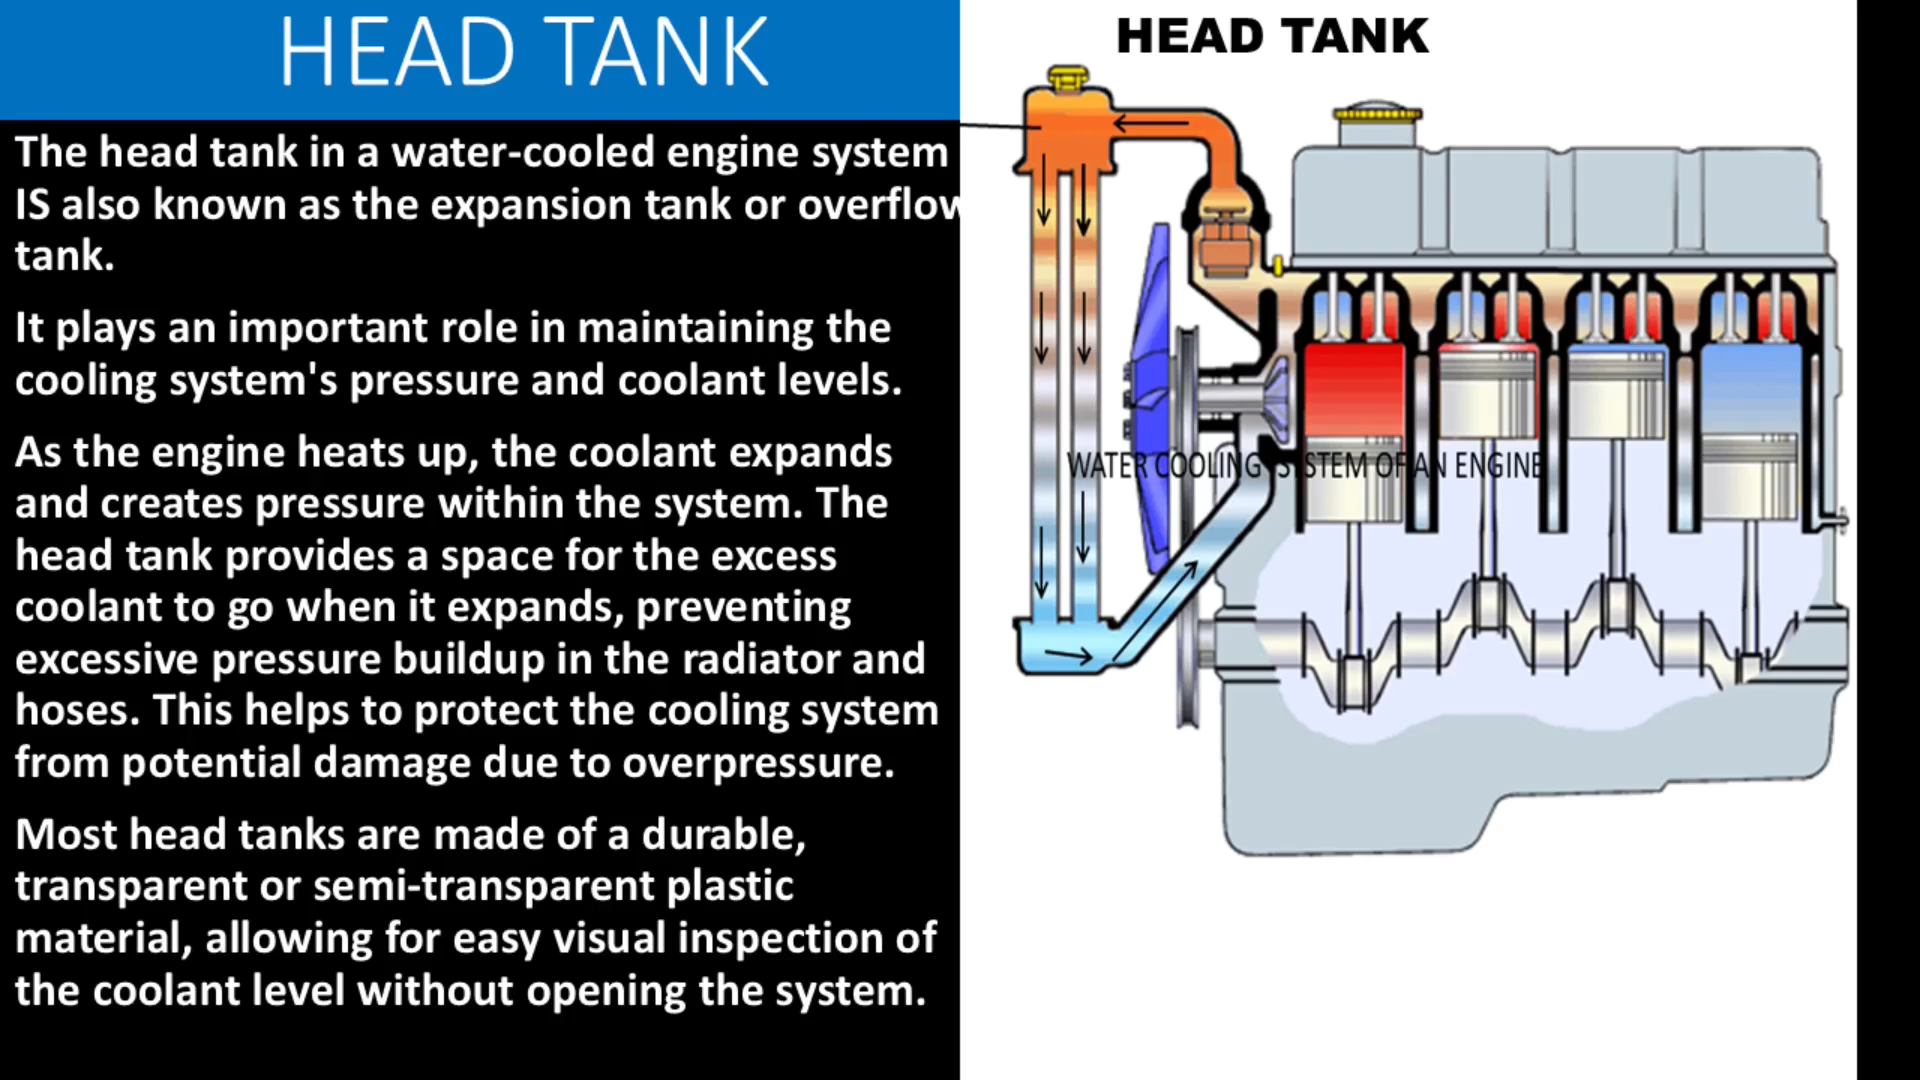 HEAD TANK
The head tank in a water-cooled engine system
IS also known as the expansion tank or overflow
tank.
It plays an important role in maintaining the
cooling system's pressure and coolant levels.
As the engine heats up, the coolant expands
and creates pressure within the system. The
head tank provides a space for the excess
coolant to go when it expands, preventing
excessive pressure buildup in the radiator and
hoses. This helps to protect the cooling system
from potential damage due to overpressure.
Most head tanks are made of a durable,
transparent or semi-transparent plastic
material, allowing for easy visual inspection of
the coolant level without opening the system.
HEAD TANK
WATER COOLING SYSTEM OF AN ENGINE